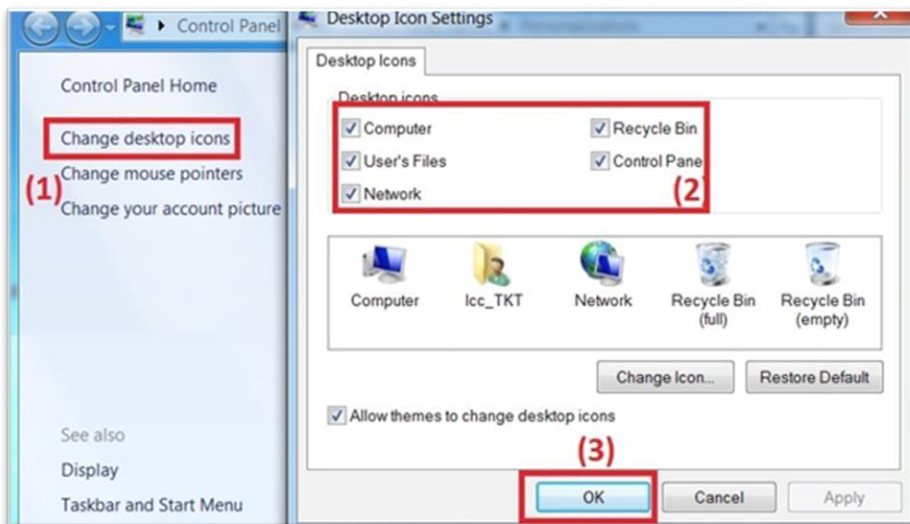 Control Panel
Control Panel Home
Change desktop icons
(1)
Change mouse pointers
Change your account picture
See also
Display
Taskbar and Start Menu
Desktop Icon Settings
Desktop Icons
Desktop icons
Computer
Recycle Bin
User's Files
Control Pane
Network
(2)
Computer
lcc_TKT
Network
Recycle Bin
(full)
Recycle Bin
(empty)
Change Icon...
Restore Default
Allow themes to change desktop icons
(3)
OK
Cancel
Apply